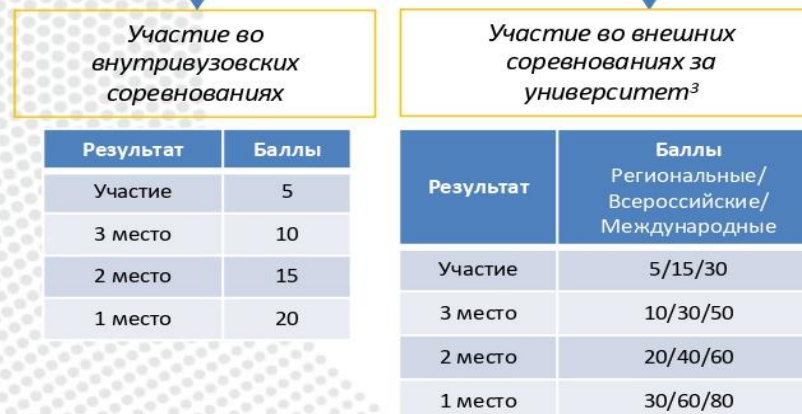 Участие во
внутривузовских
соревнованиях
Результат Баллы
Участие 5
3 место 10
2 место 15
1 место 20
Участие во внешних
соревнованиях за
университет³
Результат Баллы
Региональные/
Всероссийские/
Международные
Участие 5/15/30
3 место 10/30/50
2 место 20/40/60
1 место 30/60/80